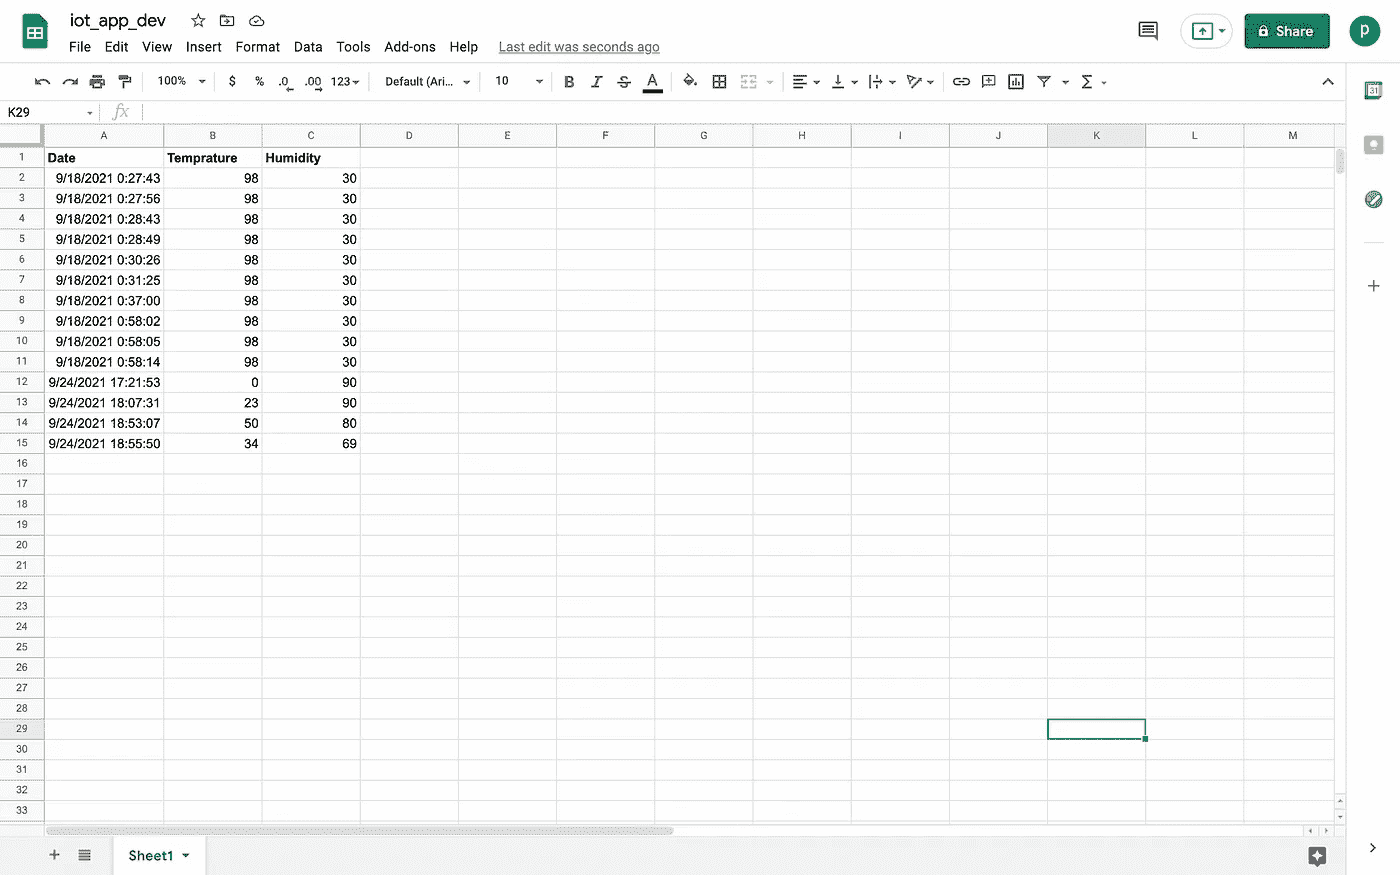 iot_app_dev
File Edit View Insert Format Data Tools Add-ons Help Last edit was seconds ago
Share
p
100% $ % .0 .00 123 Default (Ari... 10 B I S A Σ
31
K29 fx
A B C D E F G H I J K L M
1 Date Temprature Humidity
2 9/18/2021 0:27:43 98 30
3 9/18/2021 0:27:56 98 30
4 9/18/2021 0:28:43 98 30
5 9/18/2021 0:28:49 98 30
6 9/18/2021 0:30:26 98 30
7 9/18/2021 0:31:25 98 30
8 9/18/2021 0:37:00 98 30
9 9/18/2021 0:58:02 98 30
10 9/18/2021 0:58:05 98 30
11 9/18/2021 0:58:14 98 30
12 9/24/2021 17:21:53 0 90
13 9/24/2021 18:07:31 23 90
14 9/24/2021 18:53:07 50 80
15 9/24/2021 18:55:50 34 69
16
17
18
19
20
21
22
23
24
25
26
27
28
29
30
31
32
33
Sheet1